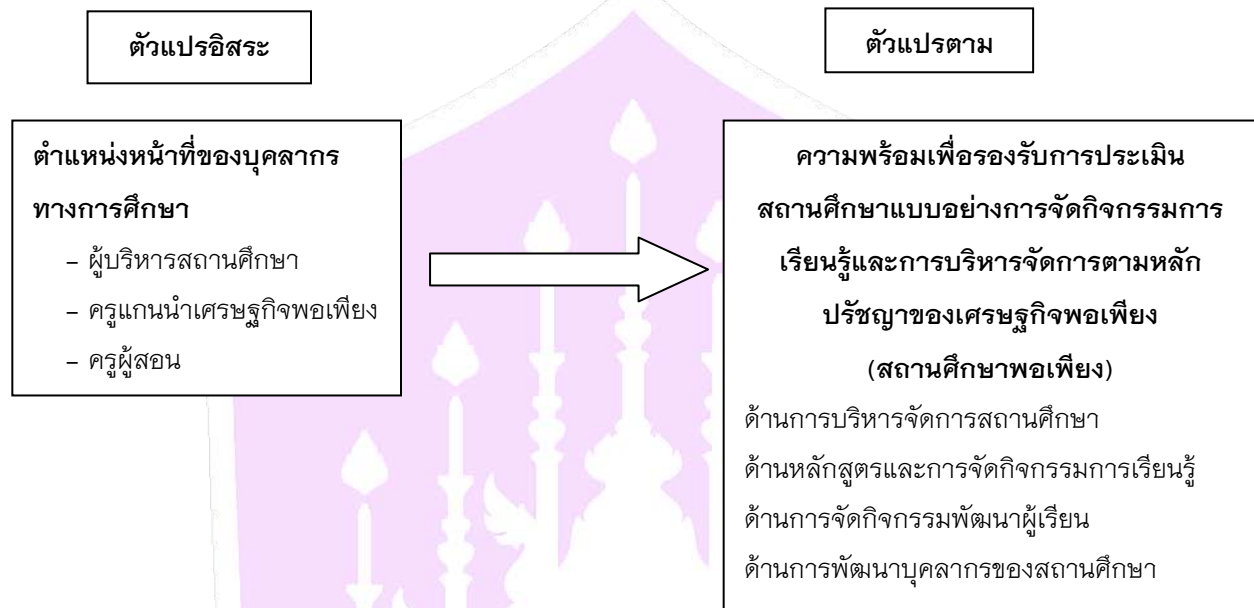 ตัวแปรอิสระ
ตัวแปรตาม
ตำแหน่งหน้าที่ของบุคลากร
ทางการศึกษา
– ผู้บริหารสถานศึกษา
– ครูแกนนำเศรษฐกิจพอเพียง
– ครูผู้สอน
ความพร้อมเพื่อรองรับการประเมิน
สถานศึกษาแบบอย่างการจัดกิจกรรมการ
เรียนรู้และการบริหารจัดการตามหลัก
ปรัชญาของเศรษฐกิจพอเพียง
(สถานศึกษาพอเพียง)
ด้านการบริหารจัดการสถานศึกษา
ด้านหลักสูตรและการจัดกิจกรรมการเรียนรู้
ด้านการจัดกิจกรรมพัฒนาผู้เรียน
ด้านการพัฒนาบุคลากรของสถานศึกษา